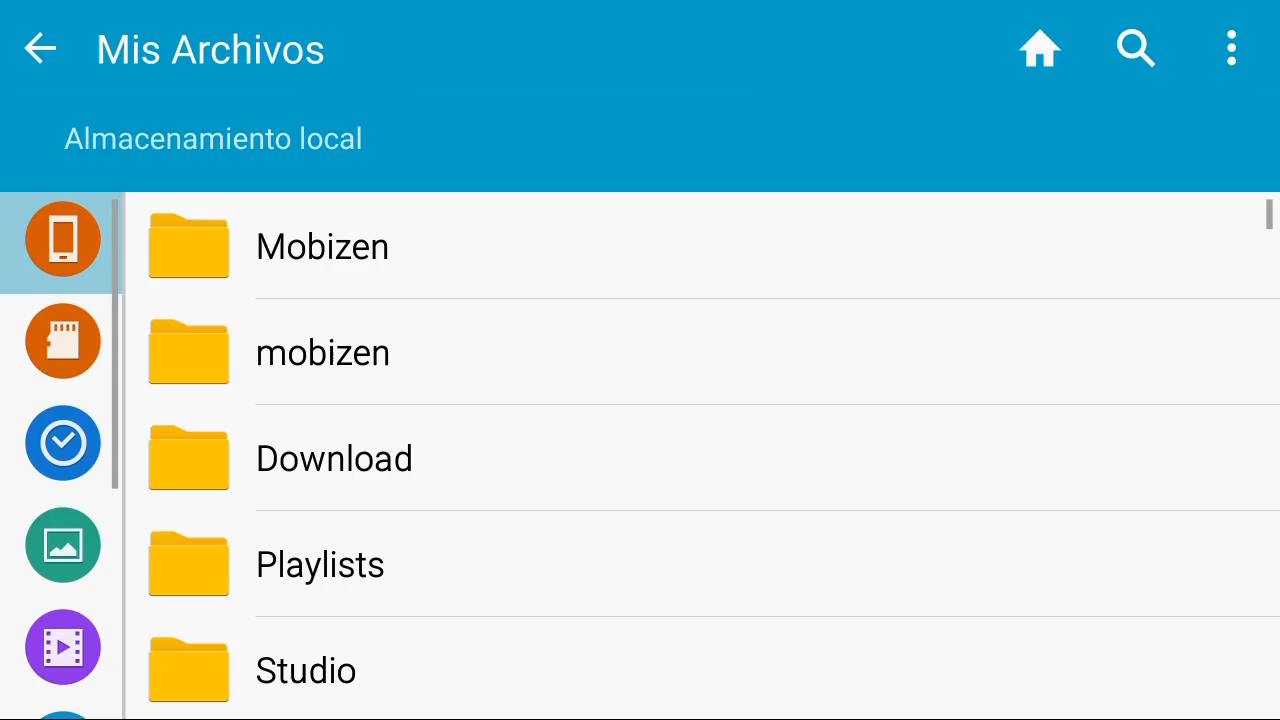 Mis Archivos
Almacenamiento local
Mobizen
mobizen
Download
Playlists
Studio